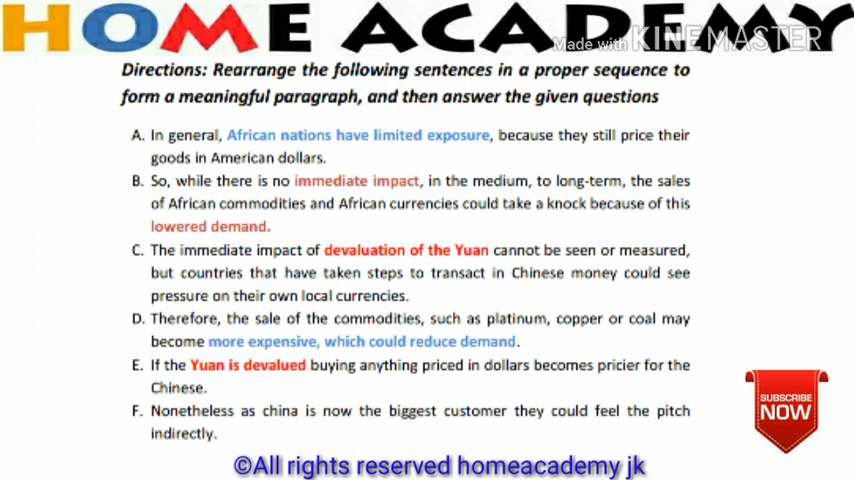 HOME ACADEMY
Made with KINEMASTER
Directions: Rearrange the following sentences in a proper sequence to
form a meaningful paragraph, and then answer the given questions
A. In general, African nations have limited exposure, because they still price their
goods in American dollars.
B. So, while there is no immediate impact, in the medium, to long-term, the sales
of African commodities and African currencies could take a knock because of this
lowered demand.
C. The immediate impact of devaluation of the Yuan cannot be seen or measured,
but countries that have taken steps to transact in Chinese money could see
pressure on their own local currencies.
D. Therefore, the sale of the commodities, such as platinum, copper or coal may
become more expensive, which could reduce demand.
E. If the Yuan is devalued buying anything priced in dollars becomes pricier for the
Chinese.
F. Nonetheless as china is now the biggest customer they could feel the pitch
indirectly.
SUBSCRIBE
NOW
©All rights reserved homeacademy jk